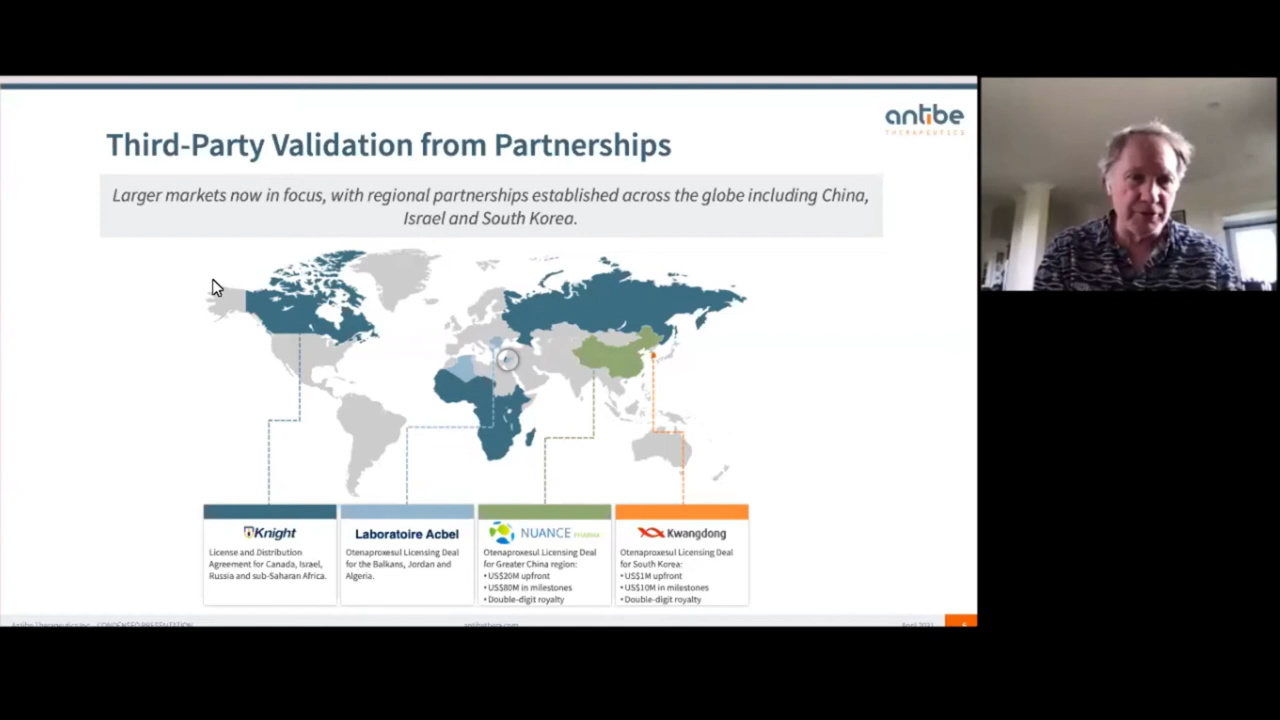 antibe
THERAPEUTICS
Third-Party Validation from Partnerships
Larger markets now in focus, with regional partnerships established across the globe including China,
Israel and South Korea.
Knight
License and Distribution
Agreement for Canada, Israel,
Russia and sub-Saharan Africa.
Laboratoire Acbel
Otenaproxesul Licensing Deal
for the Balkans, Jordan and
Algeria.
NUANCE PHARMA
Otenaproxesul Licensing Deal
for Greater China region:
• US$20M upfront
• US$80M in milestones
• Double-digit royalty
Kwangdong
Otenaproxesul Licensing Deal
for South Korea:
• US$1M upfront
• US$10M in milestones
• Double-digit royalty